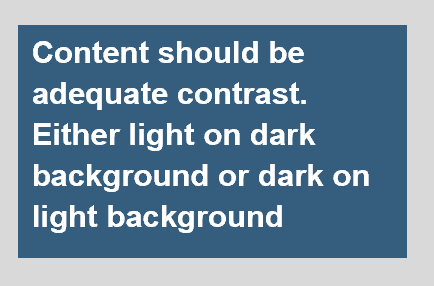 Content should be
adequate contrast.
Either light on dark
background or dark on
light background